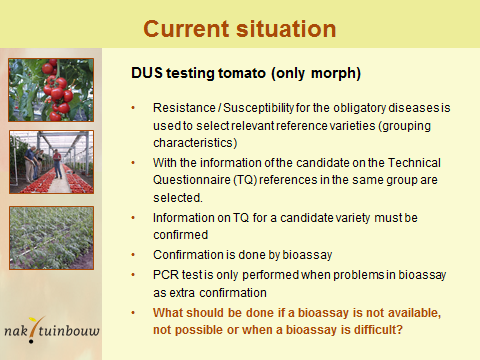 Current situation
DUS testing tomato (only morph)
• Resistance / Susceptibility for the obligatory diseases is
used to select relevant reference varieties (grouping
characteristics)
• With the information of the candidate on the Technical
Questionnaire (TQ) references in the same group are
selected.
• Information on TQ for a candidate variety must be
confirmed
• Confirmation is done by bioassay
• PCR test is only performed when problems in bioassay
as extra confirmation
• What should be done if a bioassay is not available,
not possible or when a bioassay is difficult?
nak tuinbouw